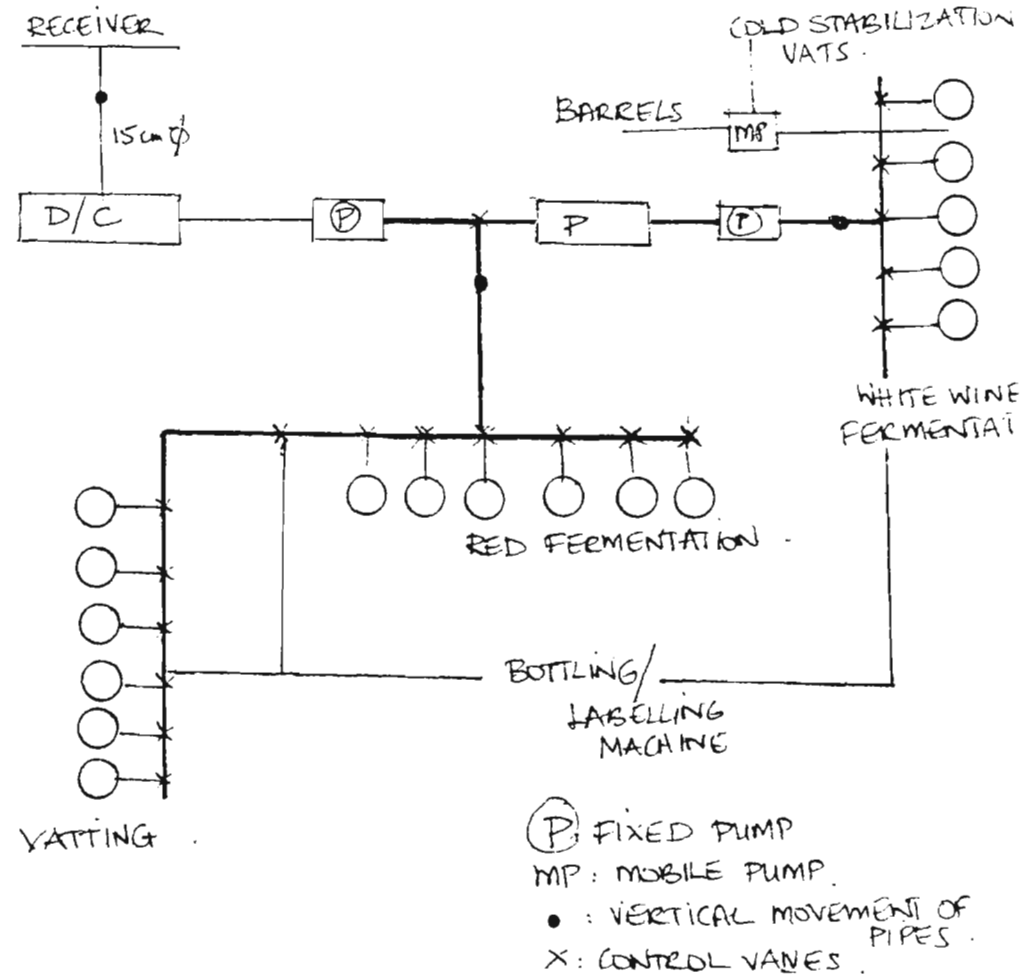 RECEIVER
COLD STABILIZATION
VATS.
BARRELS
MP
15cm ϕ
D/C
P
P
P
WHITE WINE
FERMENTAT
RED FERMENTATION.
BOTTLING/
LABELLING
MACHINE
VATTING.
P FIXED PUMP
MP: MOBILE PUMP.
• : VERTICAL MOVEMENT OF
PIPES.
X: CONTROL VANES.